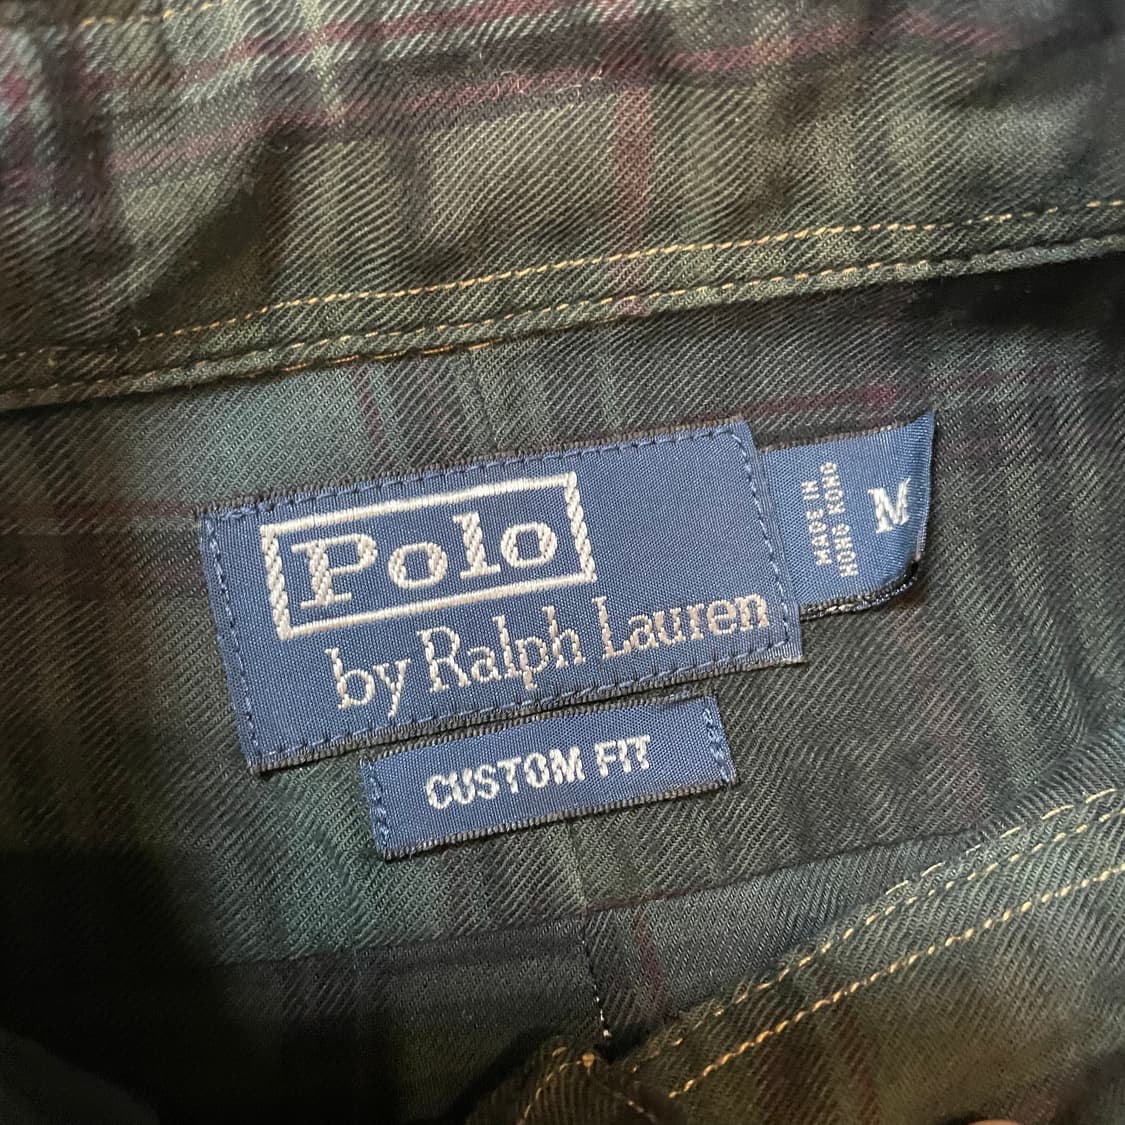 Polo
by Ralph Lauren
MADE IN
HONG KONG
M
CUSTOM FIT